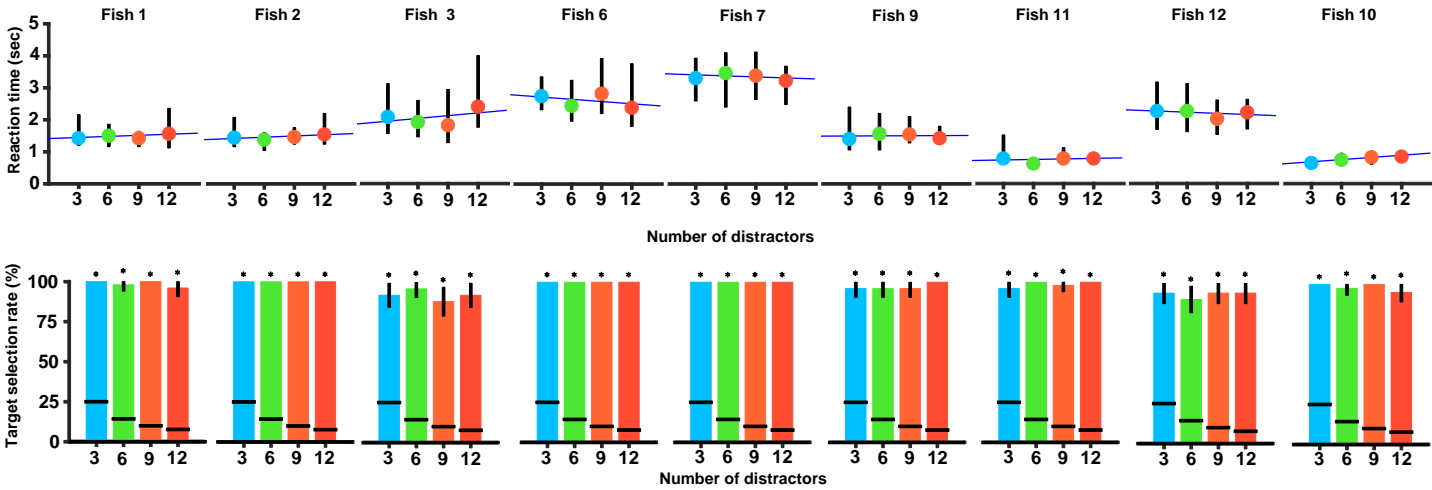 Fish 1 Fish 2 Fish 3 Fish 6 Fish 7 Fish 9 Fish 11 Fish 12 Fish 10
Reaction time (sec)
5
4
3
2
1
0
3 6 9 12 3 6 9 12 3 6 9 12 3 6 9 12 3 6 9 12 3 6 9 12 3 6 9 12 3 6 9 12 3 6 9 12
Number of distractors
Target selection rate (%)
* * * * * * * * * * * * * * * * * * * * * * * * * * * * * * * * * * * *
100
75
50
25
0
3 6 9 12 3 6 9 12 3 6 9 12 3 6 9 12 3 6 9 12 3 6 9 12 3 6 9 12 3 6 9 12 3 6 9 12
Number of distractors